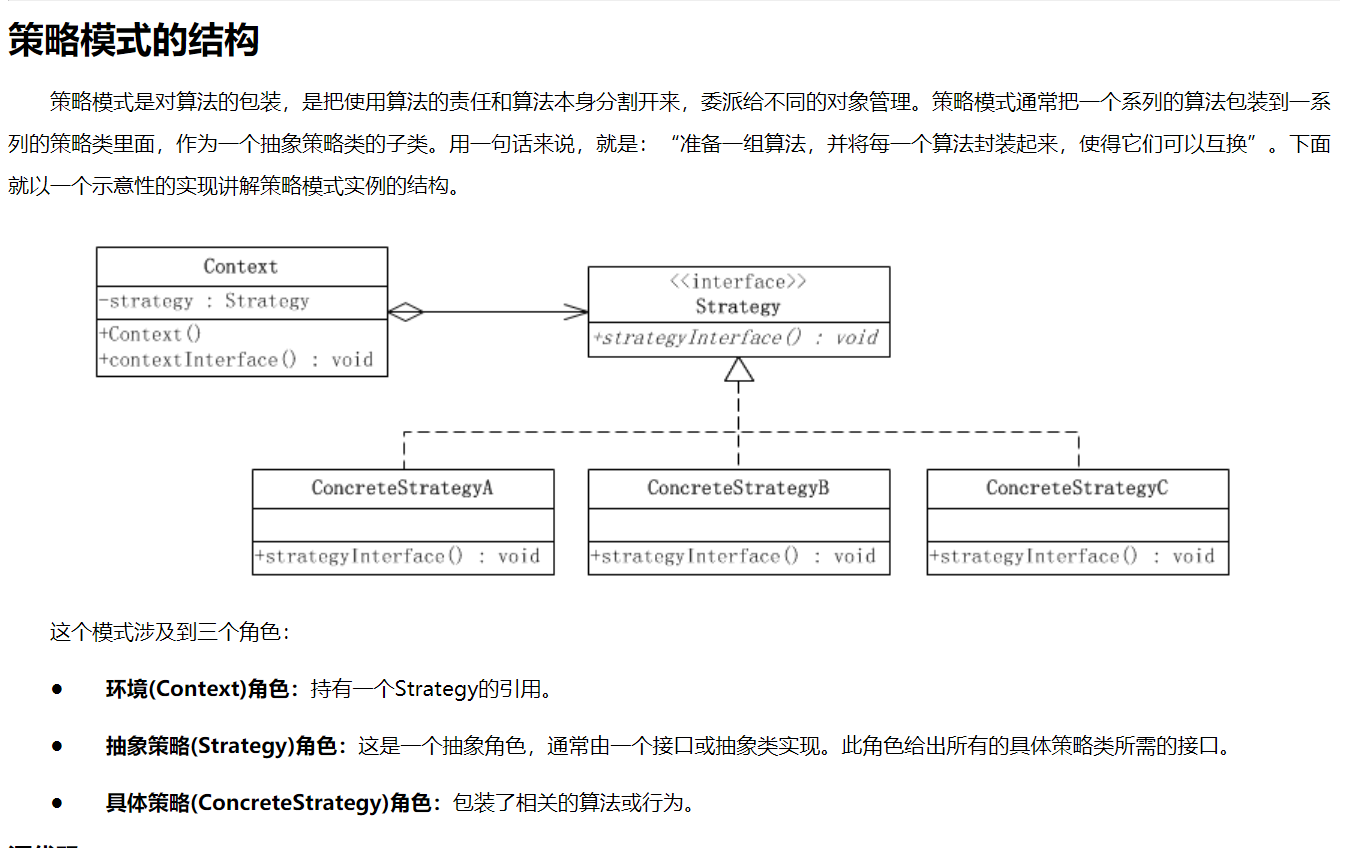 策略模式的结构
策略模式是对算法的包装，是把使用算法的责任和算法本身分割开来，委派给不同的对象管理。策略模式通常把一个系列的算法包装到一系
列的策略类里面，作为一个抽象策略类的子类。用一句话来说，就是：“准备一组算法，并将每一个算法封装起来，使得它们可以互换”。下面
就以一个示意性的实现讲解策略模式实例的结构。
Context
-strategy : Strategy
+Context()
+contextInterface() : void
<<interface>>
Strategy
+strategyInterface() : void
ConcreteStrategyA
+strategyInterface() : void
ConcreteStrategyB
+strategyInterface() : void
ConcreteStrategyC
+strategyInterface() : void
这个模式涉及到三个角色：
● 环境(Context)角色：持有一个Strategy的引用。
● 抽象策略(Strategy)角色：这是一个抽象角色，通常由一个接口或抽象类实现。此角色给出所有的具体策略类所需的接口。
● 具体策略(ConcreteStrategy)角色：包装了相关的算法或行为。